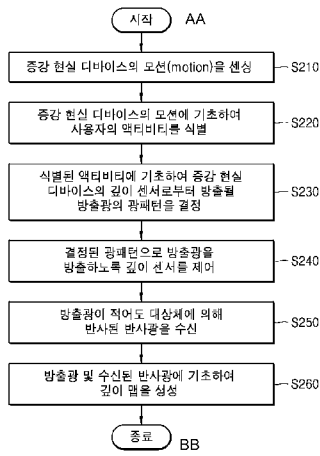 시작 AA
증강 현실 디바이스의 모션(motion)을 센싱 S210
증강 현실 디바이스의 모션에 기초하여
사용자의 액티비티를 식별 S220
식별된 액티비티에 기초하여 증강 현실
디바이스의 깊이 센서로부터 방출될 S230
방출광의 광패턴을 결정
결정된 광패턴으로 방출광을
방출하도록 깊이 센서를 제어 S240
방출광이 적어도 대상체에 의해
반사된 반사광을 수신 S250
방출광 및 수신된 반사광에 기초하여
깊이 맵을 생성 S260
종료 BB